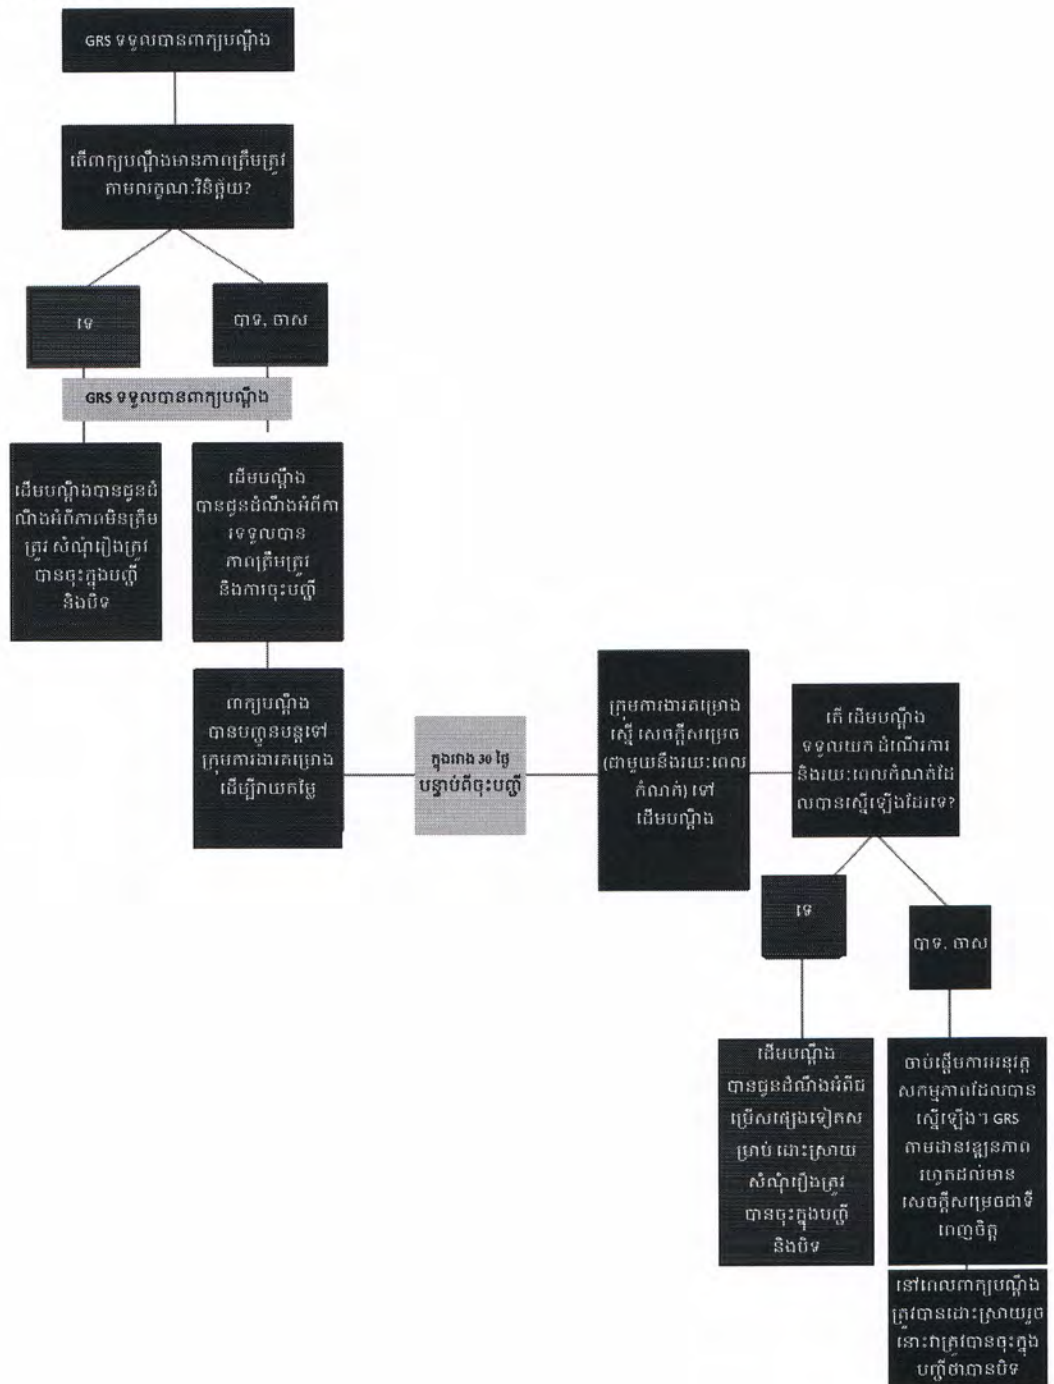 GRS ទទួលបានពាក្យបណ្តឹង
តើពាក្យបណ្តឹងមានភាពត្រឹមត្រូវ
តាមលក្ខណៈវិនិច្ឆ័យ?
ទេ
បាទ, ចាស
GRS ទទួលបានពាក្យបណ្តឹង
ដើមបណ្តឹងបានជូនដំ
ណឹងអំពីភាពមិនត្រឹម
ត្រូវ សំណុំរឿងត្រូវ
បានចុះក្នុងបញ្ជី
និងបិទ
ដើមបណ្តឹង
បានជូនដំណឹងអំពីកា
រទទួលបាន
ភាពត្រឹមត្រូវ
និងការចុះបញ្ជី
ពាក្យបណ្តឹង
បានបញ្ជូនបន្តទៅ
ក្រុមការងារគម្រោង
ដើម្បីវាយតម្លៃ
ក្នុងរវាង 30 ថ្ងៃ
បន្ទាប់ពីចុះបញ្ជី
ក្រុមការងារគម្រោង
ស្នើ សេចក្តីសម្រេច
(ជាមួយនឹងរយៈពេល
កំណត់) ទៅ
ដើមបណ្តឹង
តើ ដើមបណ្តឹង
ទទួលយក ដំណើរការ
និងរយៈពេលកំណត់ដែ
លបានស្នើឡើងដែរទេ?
ទេ
បាទ, ចាស
ដើមបណ្តឹង
បានជូនដំណឹងអំពីជ
ម្រើសផ្សេងទៀតស
ម្រាប់ ដោះស្រាយ
សំណុំរឿងត្រូវ
បានចុះក្នុងបញ្ជី
និងបិទ
ចាប់ផ្តើមការអនុវត្ត
សកម្មភាពដែលបាន
ស្នើឡើង។ GRS
តាមដានវឌ្ឍនភាព
រហូតដល់មាន
សេចក្តីសម្រេចជាទី
ពេញចិត្ត
នៅពេលពាក្យបណ្តឹង
ត្រូវបានដោះស្រាយរួច
នោះវាត្រូវបានចុះក្នុង
បញ្ជីថាបានបិទ